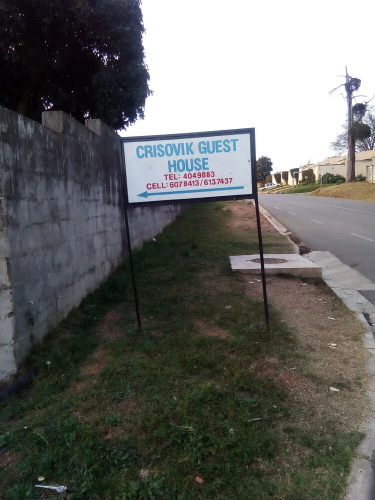 CRISOVIK GUEST
HOUSE
TEL: 4049883
CELL: 6078413/6137437